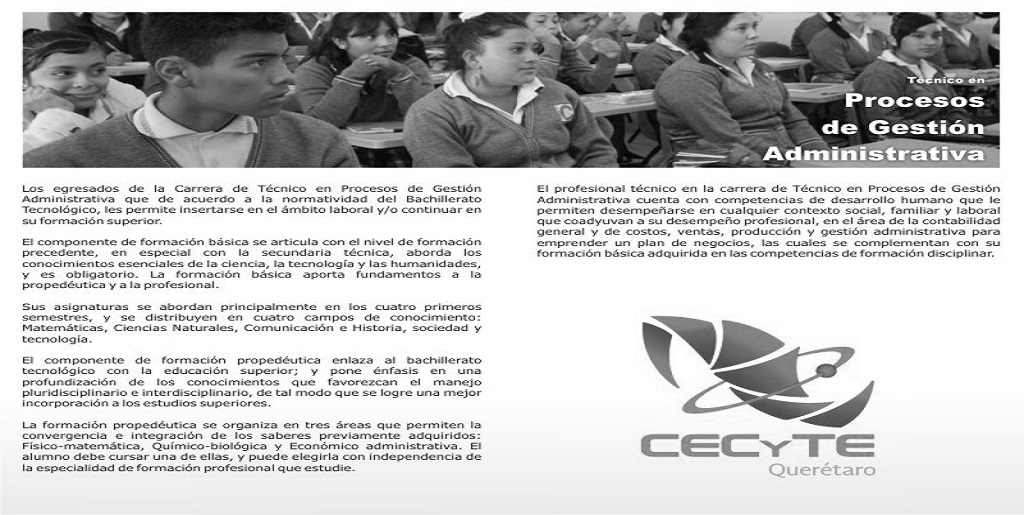 Técnico en
Procesos
de Gestión
Administrativa
Los egresados de la Carrera de Técnico en Procesos de Gestión
Administrativa que de acuerdo a la normatividad del Bachillerato
Tecnológico, les permite insertarse en el ámbito laboral y/o continuar en
su formación superior.
El componente de formación básica se articula con el nivel de formación
precedente, en especial con la secundaria técnica, aborda los
conocimientos esenciales de la ciencia, la tecnología y las humanidades,
y es obligatorio. La formación básica aporta fundamentos a la
propedéutica y a la profesional.
Sus asignaturas se abordan principalmente en los cuatro primeros
semestres, y se distribuyen en cuatro campos de conocimiento:
Matemáticas, Ciencias Naturales, Comunicación e Historia, sociedad y
tecnología.
El componente de formación propedéutica enlaza al bachillerato
tecnológico con la educación superior; y pone énfasis en una
profundización de los conocimientos que favorezcan el manejo
pluridisciplinario e interdisciplinario, de tal modo que se logre una mejor
incorporación a los estudios superiores.
La formación propedéutica se organiza en tres áreas que permiten la
convergencia e integración de los saberes previamente adquiridos:
Físico-matemática, Químico-biológica y Económico administrativa. El
alumno debe cursar una de ellas, y puede elegirla con independencia de
la especialidad de formación profesional que estudie.
El profesional técnico en la carrera de Técnico en Procesos de Gestión
Administrativa cuenta con competencias de desarrollo humano que le
permiten desempeñarse en cualquier contexto social, familiar y laboral
que coadyuvan a su desempeño profesional, en el área de la contabilidad
general y de costos, ventas, producción y gestión administrativa para
emprender un plan de negocios, las cuales se complementan con su
formación básica adquirida en las competencias de formación disciplinar.
CECyTE
Querétaro